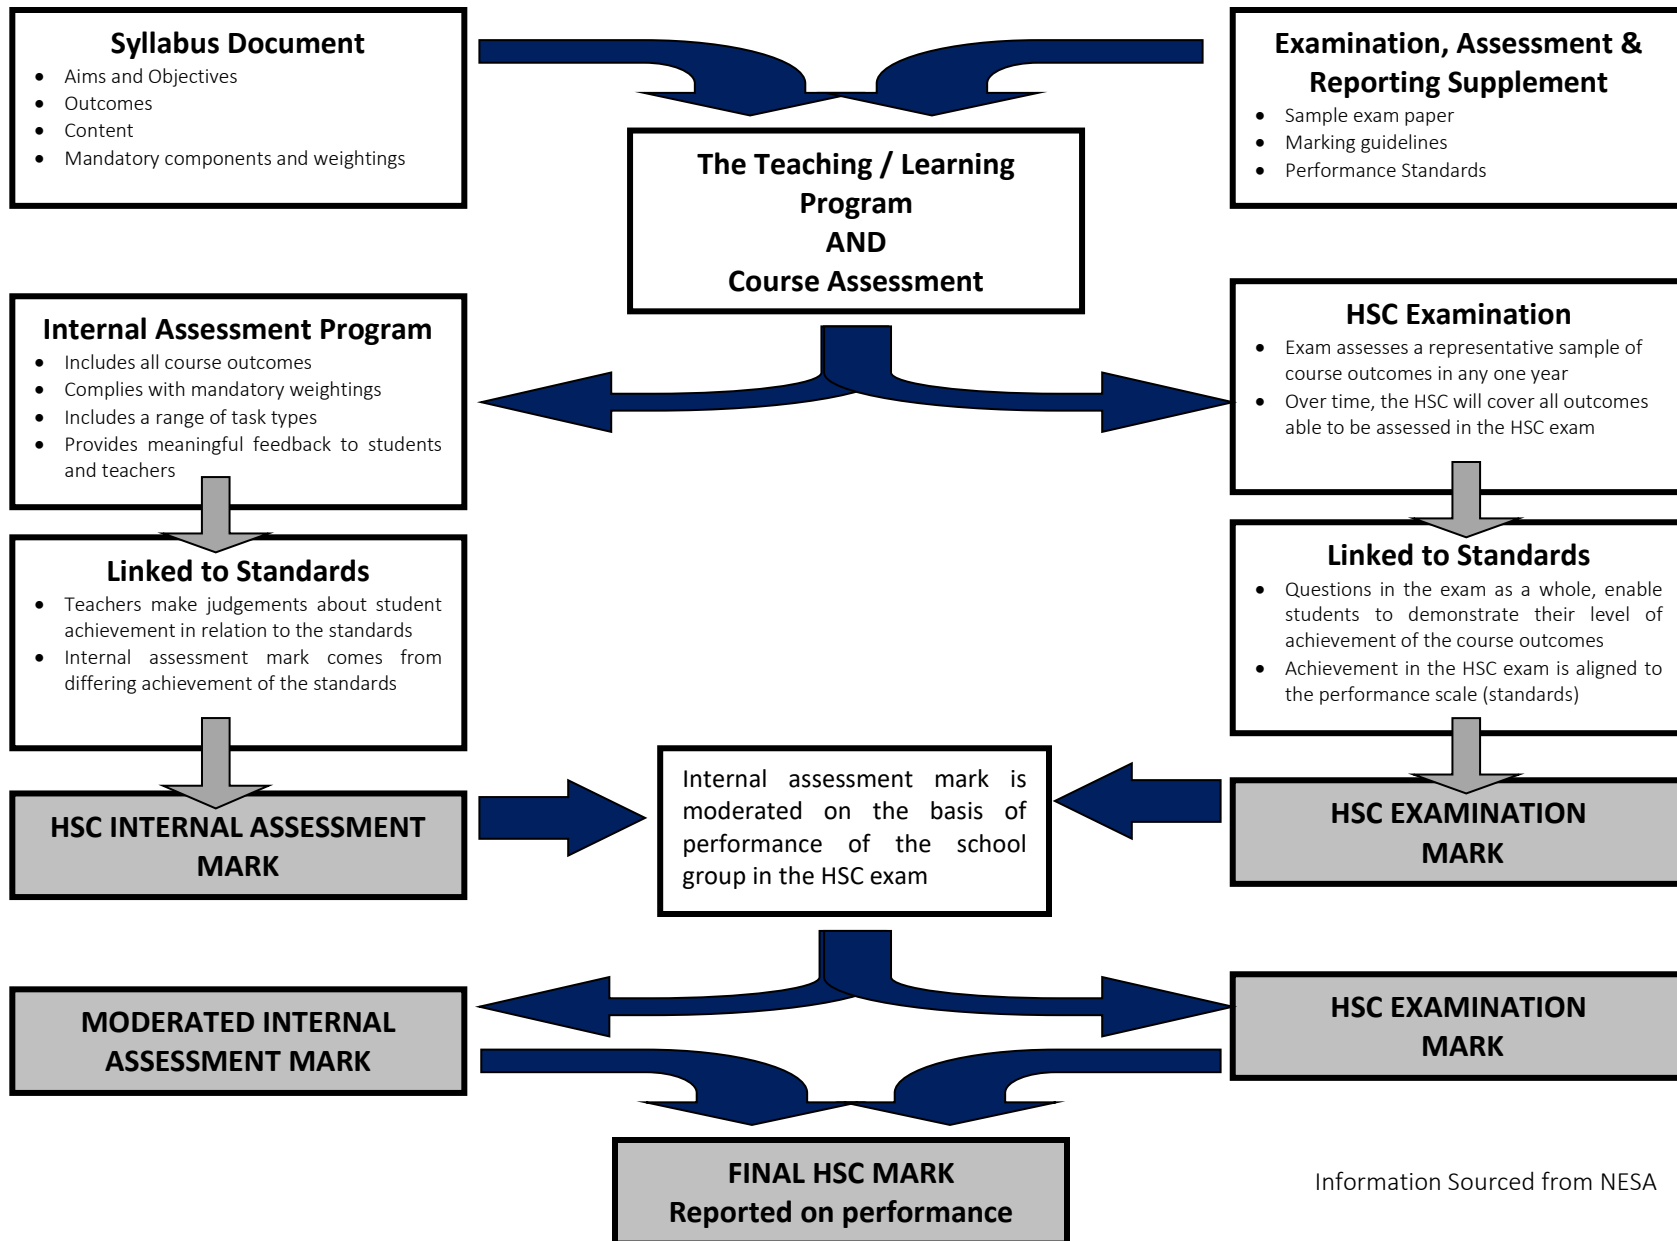 Syllabus Document
• Aims and Objectives
• Outcomes
• Content
• Mandatory components and weightings
Examination, Assessment &
Reporting Supplement
• Sample exam paper
• Marking guidelines
• Performance Standards
The Teaching / Learning
Program
AND
Course Assessment
Internal Assessment Program
• Includes all course outcomes
• Complies with mandatory weightings
• Includes a range of task types
• Provides meaningful feedback to students
and teachers
HSC Examination
• Exam assesses a representative sample of
course outcomes in any one year
• Over time, the HSC will cover all outcomes
able to be assessed in the HSC exam
Linked to Standards
• Teachers make judgements about student
achievement in relation to the standards
• Internal assessment mark comes from
differing achievement of the standards
Linked to Standards
• Questions in the exam as a whole, enable
students to demonstrate their level of
achievement of the course outcomes
• Achievement in the HSC exam is aligned to
the performance scale (standards)
HSC INTERNAL ASSESSMENT
MARK
Internal assessment mark is
moderated on the basis of
performance of the school
group in the HSC exam
HSC EXAMINATION
MARK
MODERATED INTERNAL
ASSESSMENT MARK
HSC EXAMINATION
MARK
FINAL HSC MARK
Reported on performance
Information Sourced from NESA